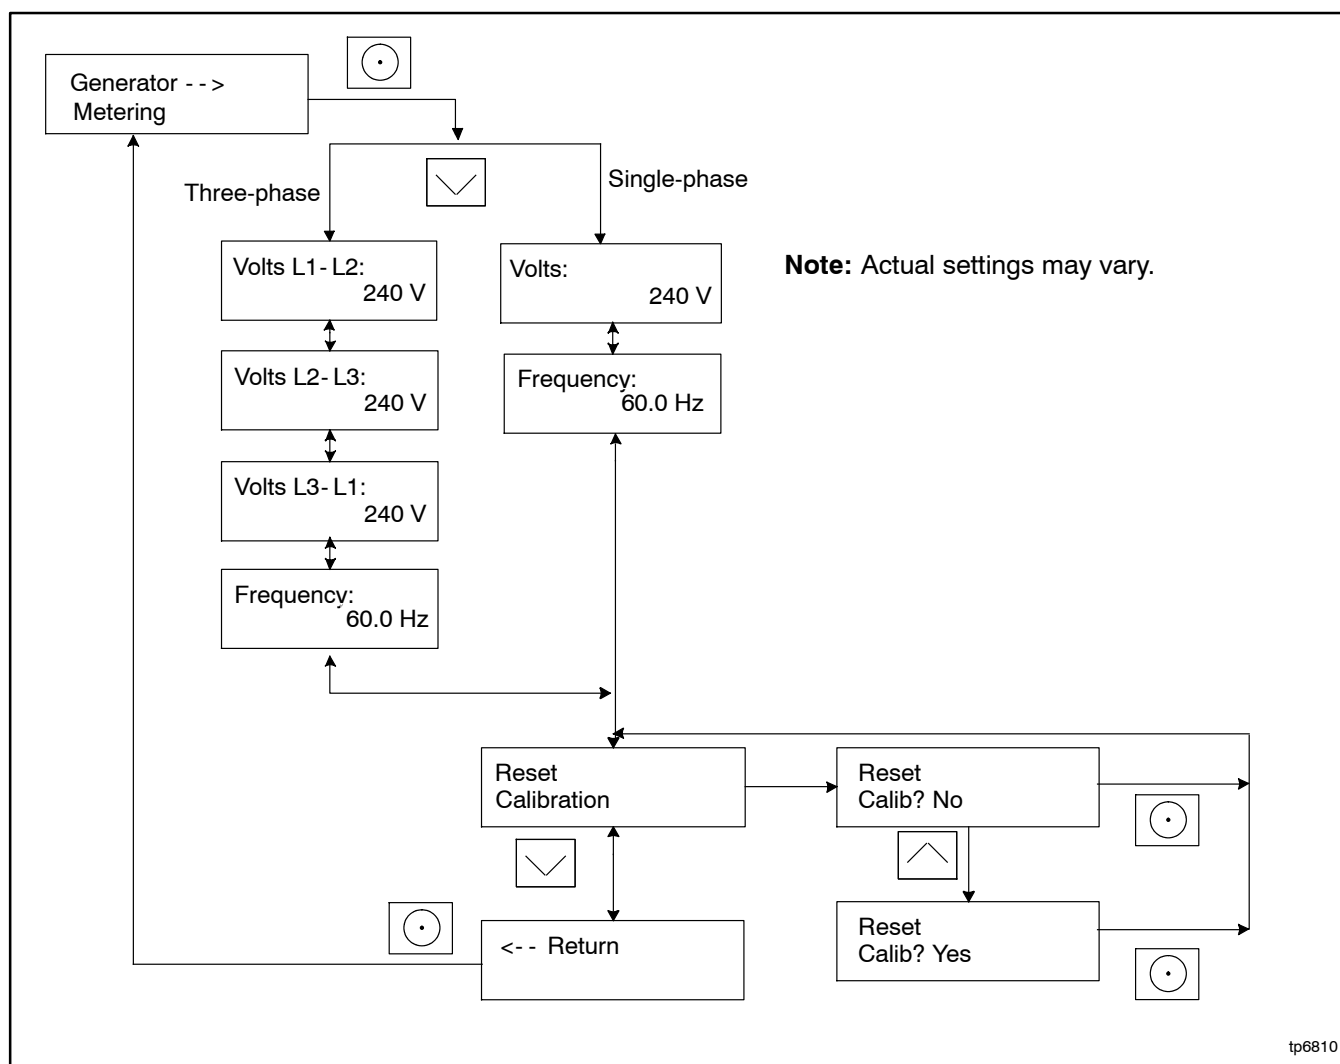 Generator - - >
Metering
Three-phase
Single-phase
Volts L1- L2:
240 V
Volts:
240 V
Note: Actual settings may vary.
Volts L2- L3:
240 V
Frequency:
60.0 Hz
Volts L3- L1:
240 V
Frequency:
60.0 Hz
Reset
Calibration
Reset
Calib? No
<- - Return
Reset
Calib? Yes
tp6810